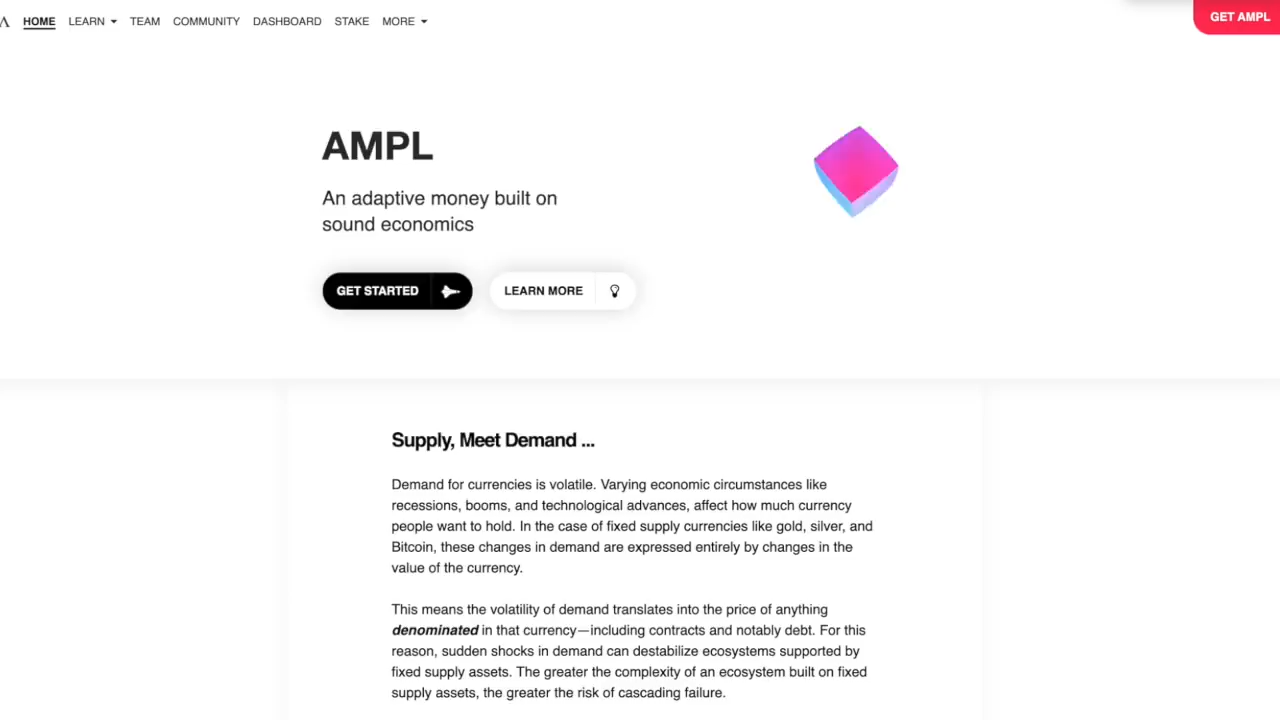 HOME LEARN TEAM COMMUNITY DASHBOARD STAKE MORE
GET AMPL
AMPL
An adaptive money built on
sound economics
GET STARTED
LEARN MORE
Supply, Meet Demand ...
Demand for currencies is volatile. Varying economic circumstances like
recessions, booms, and technological advances, affect how much currency
people want to hold. In the case of fixed supply currencies like gold, silver, and
Bitcoin, these changes in demand are expressed entirely by changes in the
value of the currency.
This means the volatility of demand translates into the price of anything
denominated in that currency—including contracts and notably debt. For this
reason, sudden shocks in demand can destabilize ecosystems supported by
fixed supply assets. The greater the complexity of an ecosystem built on fixed
supply assets, the greater the risk of cascading failure.